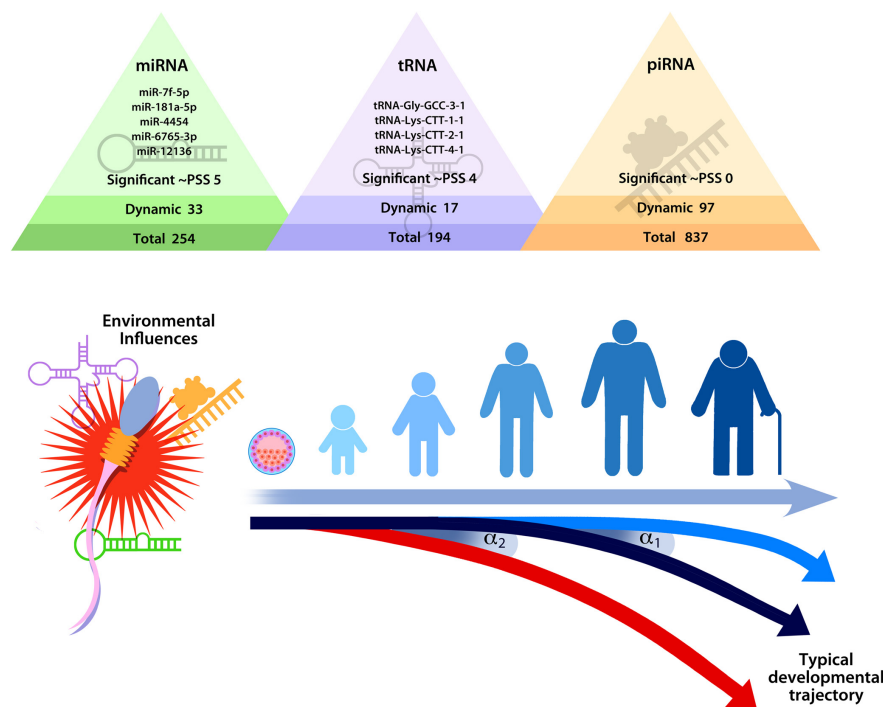 miRNA
miR-7f-5p
miR-181a-5p
miR-4454
miR-6765-3p
miR-12136
Significant ~PSS 5
Dynamic 33
Total 254
tRNA
tRNA-Gly-GCC-3-1
tRNA-Lys-CTT-1-1
tRNA-Lys-CTT-2-1
tRNA-Lys-CTT-4-1
Significant ~PSS 4
Dynamic 17
Total 194
piRNA
Significant ~PSS 0
Dynamic 97
Total 837
Environmental
Influences
α₂
α₁
Typical
developmental
trajectory